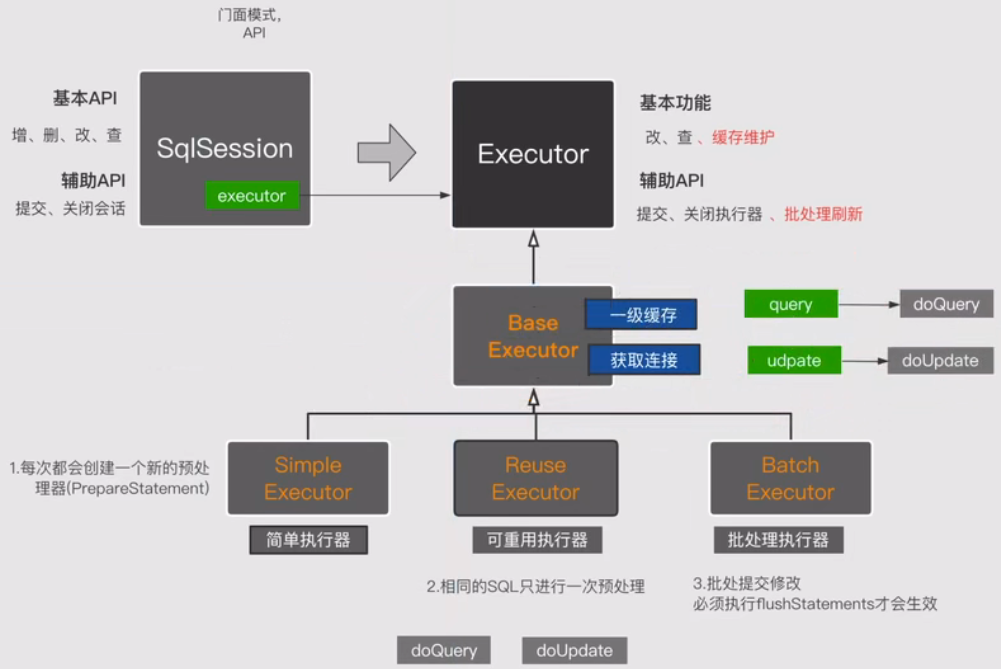 门面模式,
API
基本API
增、删、改、查
辅助API
提交、关闭会话
SqlSession
executor
Executor
基本功能
改、查 、缓存维护
辅助API
提交、关闭执行器 、批处理刷新
Base
Executor
一级缓存
获取连接
query
doQuery
udpate
doUpdate
1.每次都会创建一个新的预处
理器(PrepareStatement)
Simple
Executor
简单执行器
Reuse
Executor
可重用执行器
2.相同的SQL只进行一次预处理
Batch
Executor
批处理执行器
3.批处提交修改
必须执行flushStatements才会生效
doQuery
doUpdate